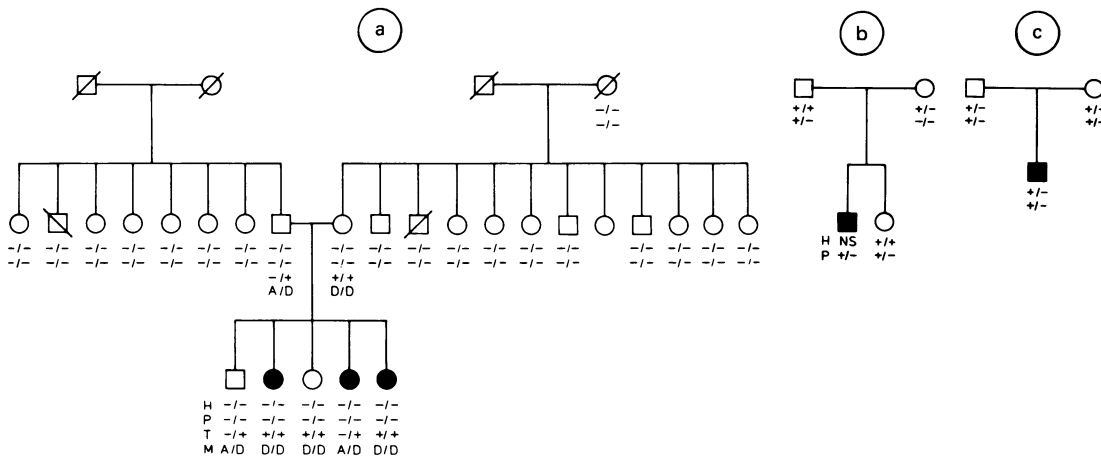 a b c
+/+ +/- +/- +/-
+/- -/- +/- +/-
-/-
-/-
+/-
+/-
-/- -/- -/- -/- -/- -/- -/- -/- -/- -/- -/- -/- -/- -/- -/- -/- -/- -/- -/-
-/- -/- -/- -/- -/- -/- -/- -/- -/- -/- -/- -/- -/- -/- -/- -/- -/- -/- -/-
-/+ +/+
A/D D/D
H NS +/+
P +/- +/-
H -/- -/- -/- -/- -/-
P -/- -/- -/- -/- -/-
T -/+ +/+ +/+ -/+ +/+
M A/D D/D D/D A/D D/D